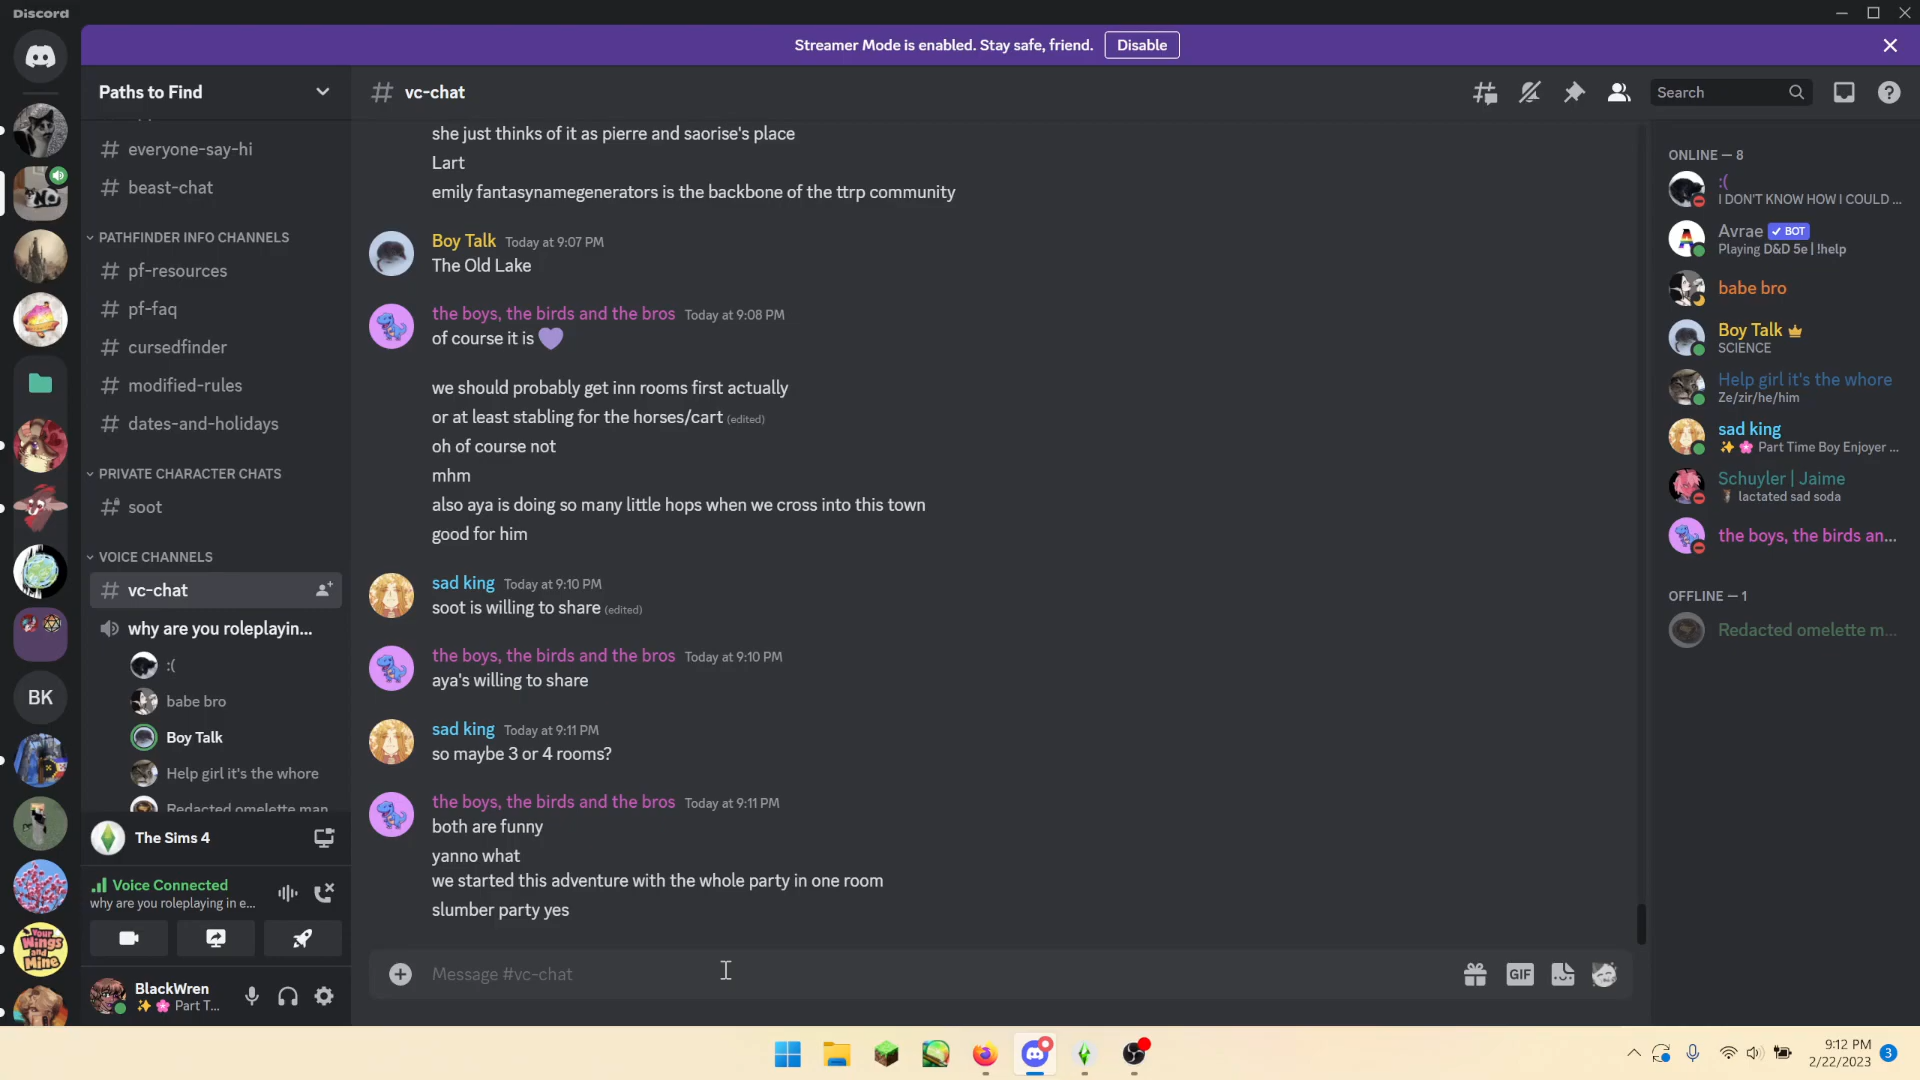 Discord
Streamer Mode is enabled. Stay safe, friend.
Disable
Paths to Find
everyone-say-hi
beast-chat
PATHFINDER INFO CHANNELS
pf-resources
pf-faq
cursedfinder
modified-rules
dates-and-holidays
PRIVATE CHARACTER CHATS
soot
VOICE CHANNELS
vc-chat
why are you roleplayin...
:(
babe bro
Boy Talk
Help girl it's the whore
Redacted omelette man
The Sims 4
Voice Connected
why are you roleplaying in e...
BlackWren
✨ 🌸 Part T...
BK
Your Wings and Mine
# vc-chat
Search
she just thinks of it as pierre and saorise's place
Lart
emily fantasynamegenerators is the backbone of the ttrp community
Boy Talk Today at 9:07 PM
The Old Lake
the boys, the birds and the bros Today at 9:08 PM
of course it is 💜
we should probably get inn rooms first actually
or at least stabling for the horses/cart (edited)
oh of course not
mhm
also aya is doing so many little hops when we cross into this town
good for him
sad king Today at 9:10 PM
soot is willing to share (edited)
the boys, the birds and the bros Today at 9:10 PM
aya's willing to share
sad king Today at 9:11 PM
so maybe 3 or 4 rooms?
the boys, the birds and the bros Today at 9:11 PM
both are funny
yanno what
we started this adventure with the whole party in one room
slumber party yes
Message #vc-chat
GIF
ONLINE — 8
:(
I DON'T KNOW HOW I COULD ...
Avrae ✓ BOT
Playing D&D 5e | !help
babe bro
Boy Talk
SCIENCE
Help girl it's the whore
Ze/zir/he/him
sad king
✨ 🌸 Part Time Boy Enjoyer ...
Schuyler | Jaime
lactated sad soda
the boys, the birds an...
OFFLINE — 1
Redacted omelette m...
9:12 PM
2/22/2023
3